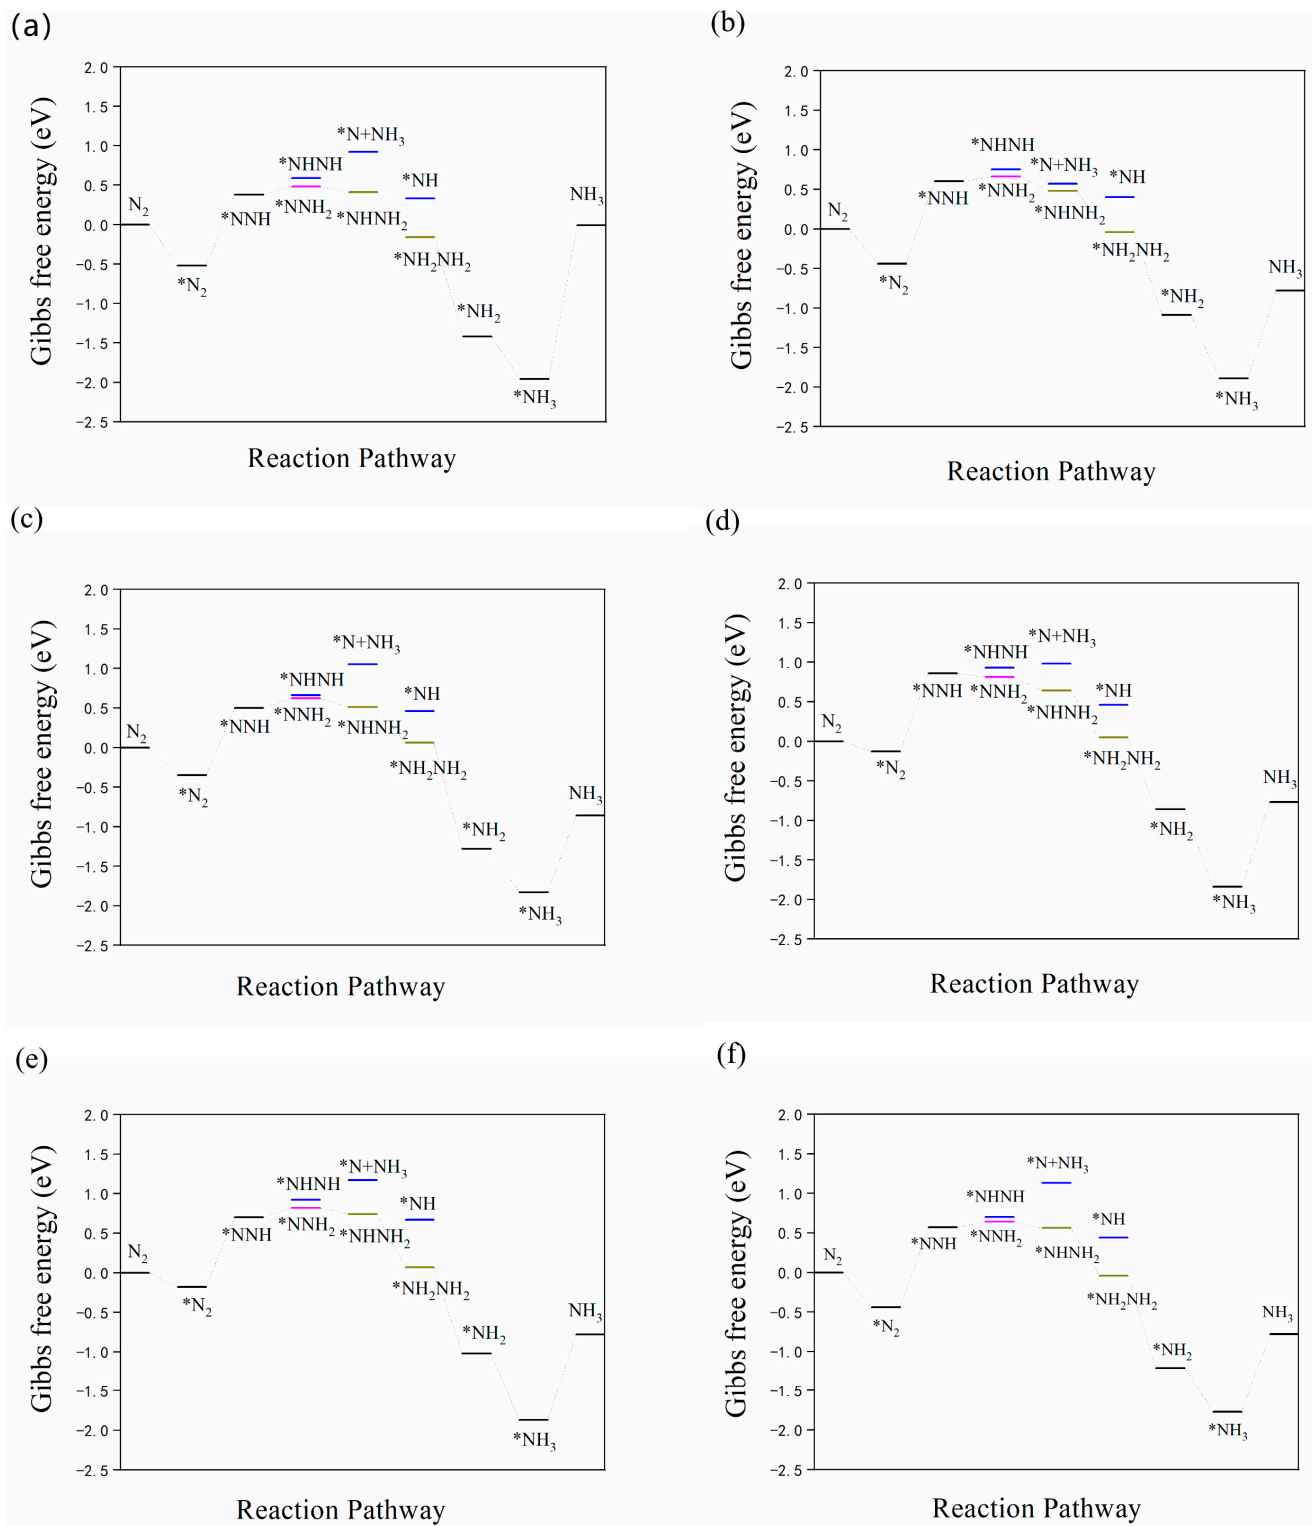 (a)
Gibbs free energy (eV)
2.0
1.5
1.0
0.5
0.0
−0.5
−1.0
−1.5
−2.0
−2.5
N2
*N2
*NNH
*NHNH
*NNH2
*N+NH3
*NHNH2
*NH
*NH2NH2
*NH2
*NH3
NH3
Reaction Pathway
(b)
Gibbs free energy (eV)
2.0
1.5
1.0
0.5
0.0
−0.5
−1.0
−1.5
−2.0
−2.5
N2
*N2
*NNH
*NHNH
*NNH2
*N+NH3
*NHNH2
*NH
*NH2NH2
*NH2
*NH3
NH3
Reaction Pathway
(c)
Gibbs free energy (eV)
2.0
1.5
1.0
0.5
0.0
−0.5
−1.0
−1.5
−2.0
−2.5
N2
*N2
*NNH
*NHNH
*NNH2
*N+NH3
*NHNH2
*NH
*NH2NH2
*NH2
*NH3
NH3
Reaction Pathway
(d)
Gibbs free energy (eV)
2.0
1.5
1.0
0.5
0.0
−0.5
−1.0
−1.5
−2.0
−2.5
N2
*N2
*NNH
*NHNH
*NNH2
*N+NH3
*NHNH2
*NH
*NH2NH2
*NH2
*NH3
NH3
Reaction Pathway
(e)
Gibbs free energy (eV)
2.0
1.5
1.0
0.5
0.0
−0.5
−1.0
−1.5
−2.0
−2.5
N2
*N2
*NNH
*NHNH
*NNH2
*N+NH3
*NHNH2
*NH
*NH2NH2
*NH2
*NH3
NH3
Reaction Pathway
(f)
Gibbs free energy (eV)
2.0
1.5
1.0
0.5
0.0
−0.5
−1.0
−1.5
−2.0
−2.5
N2
*N2
*NNH
*NHNH
*NNH2
*N+NH3
*NHNH2
*NH
*NH2NH2
*NH2
*NH3
NH3
Reaction Pathway